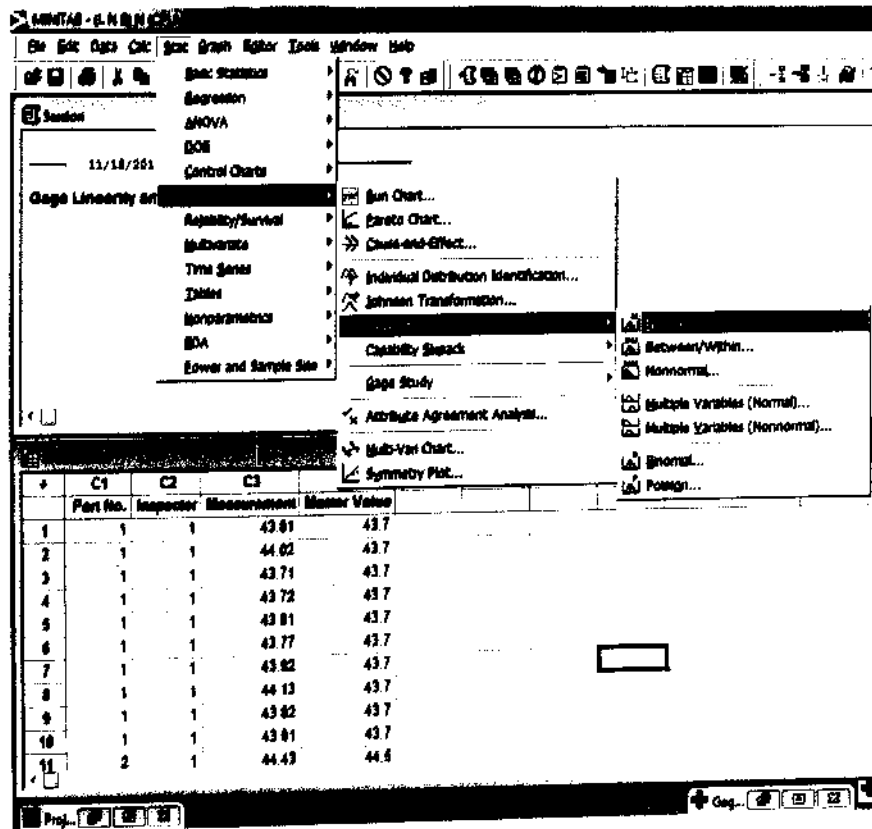 MINITAB -
File Edit Data Calc Stat Graph Editor Tools Window Help
Basic Statistics
Regression
ANOVA
DOE
Control Charts
Reliability/Survival
Multivariate
Time Series
Tables
Nonparametrics
EDA
Power and Sample Size
Run Chart...
Pareto Chart...
Cause-and-Effect...
Individual Distribution Identification...
Johnson Transformation...
Capability Sixpack
Gage Study
Attribute Agreement Analysis...
Multi-Vari Chart...
Symmetry Plot...
Between/Within...
Nonnormal...
Multiple Variables (Normal)...
Multiple Variables (Nonnormal)...
Binomial...
Poisson...
Session
11/18/201
Gage Linearity an
C1 C2 C3
Part No. Inspector Measurement Master Value
1 1 1 43.81 43.7
2 1 1 44.02 43.7
3 1 1 43.71 43.7
4 1 1 43.72 43.7
5 1 1 43.81 43.7
6 1 1 43.77 43.7
7 1 1 43.92 43.7
8 1 1 44.13 43.7
9 1 1 43.82 43.7
10 1 1 43.81 43.7
11 2 1 44.43 44.6
Proj...
Gag...